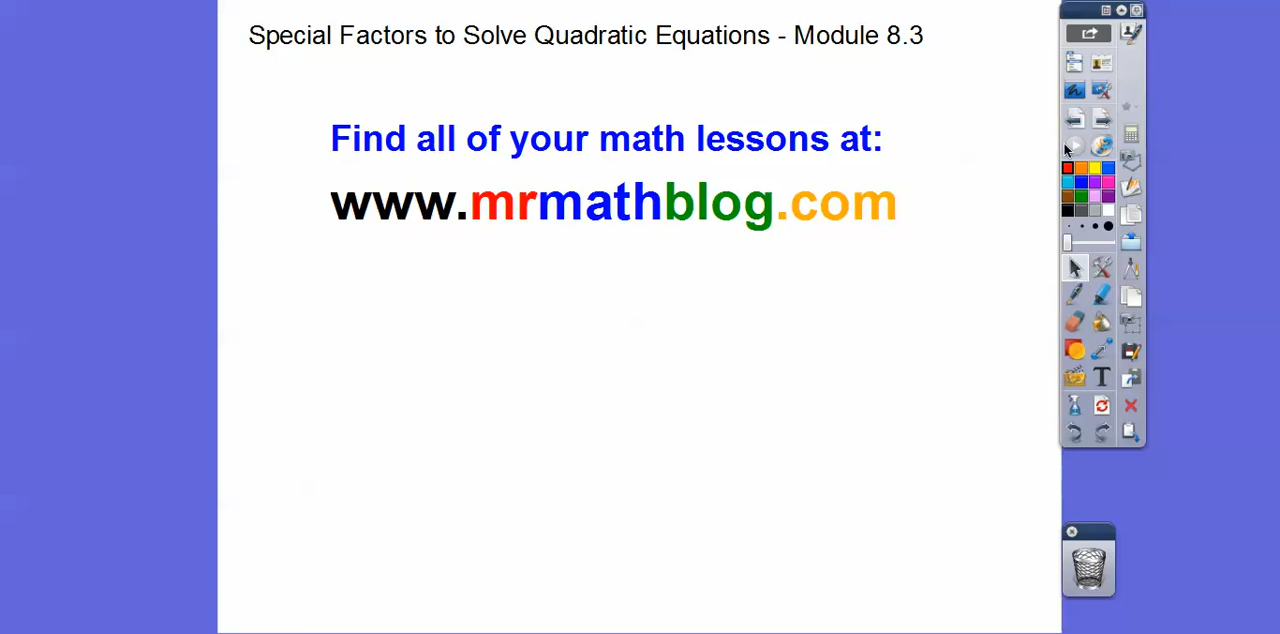 Special Factors to Solve Quadratic Equations - Module 8.3
Find all of your math lessons at:
www.mrmathblog.com